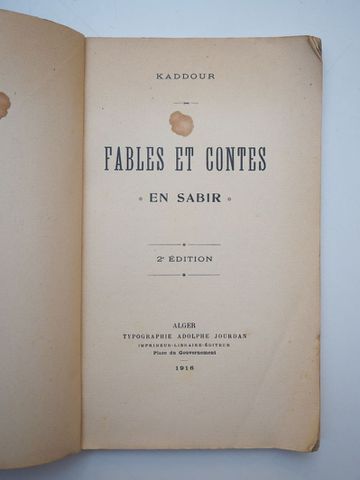 KADDOUR
FABLES ET CONTES
EN SABIR
2e ÉDITION
ALGER
TYPOGRAPHIE ADOLPHE JOURDAN
IMPRIMEUR-LIBRAIRE-ÉDITEUR
Place du Gouvernement
1916